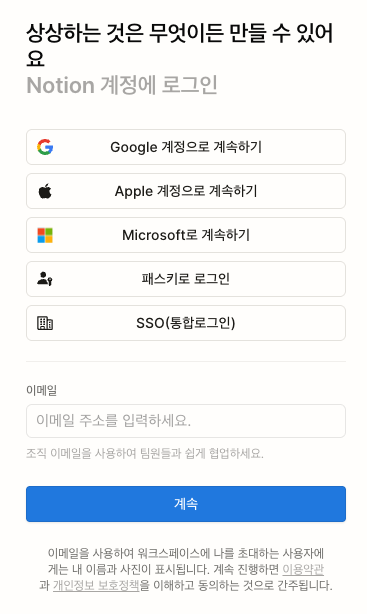 상상하는 것은 무엇이든 만들 수 있어
요
Notion 계정에 로그인
Google 계정으로 계속하기
Apple 계정으로 계속하기
Microsoft로 계속하기
패스키로 로그인
SSO(통합로그인)
이메일
이메일 주소를 입력하세요.
조직 이메일을 사용하여 팀원들과 쉽게 협업하세요.
계속
이메일을 사용하여 워크스페이스에 나를 초대하는 사용자에
게는 내 이름과 사진이 표시됩니다. 계속 진행하면 이용약관
과 개인정보 보호정책을 이해하고 동의하는 것으로 간주됩니다.